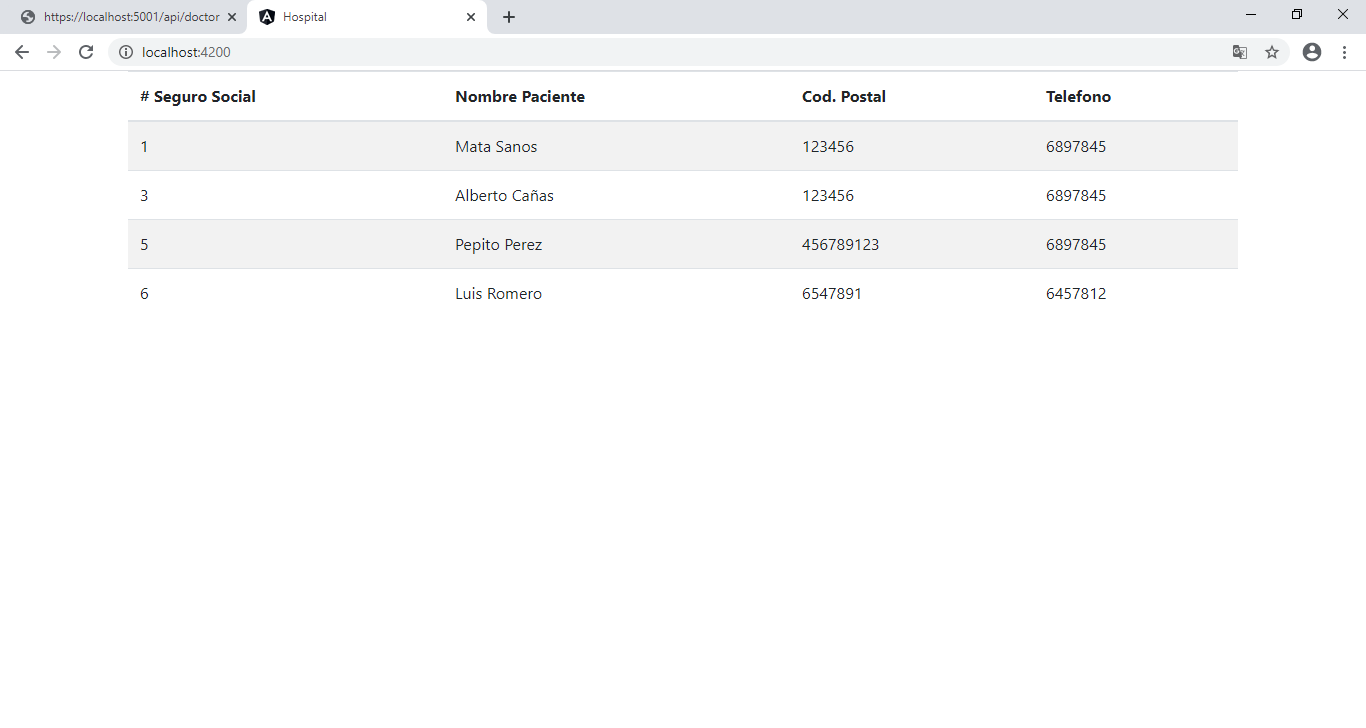 https://localhost:5001/api/doctor
Hospital
localhost:4200
# Seguro Social Nombre Paciente Cod. Postal Telefono
1 Mata Sanos 123456 6897845
3 Alberto Cañas 123456 6897845
5 Pepito Perez 456789123 6897845
6 Luis Romero 6547891 6457812